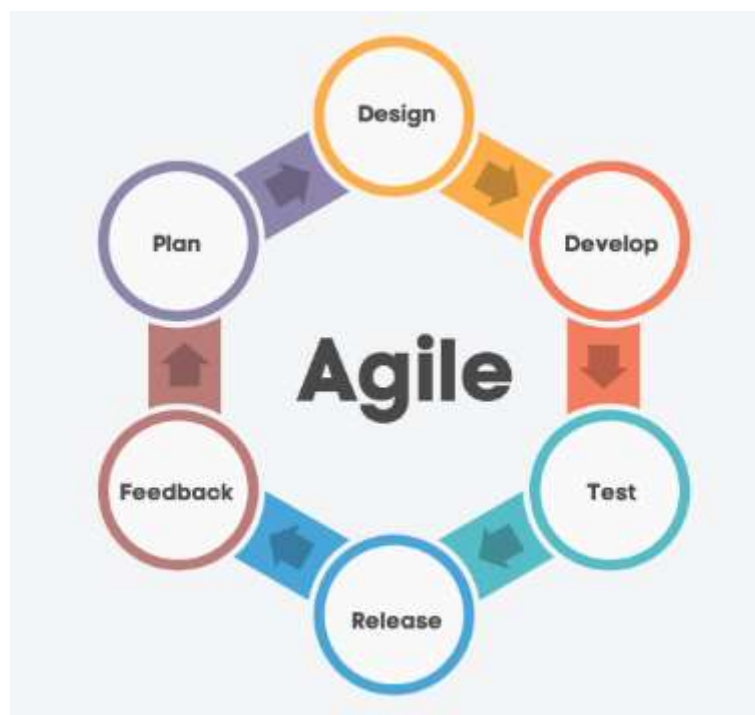 Design
Plan
Develop
Agile
Feedback
Test
Release